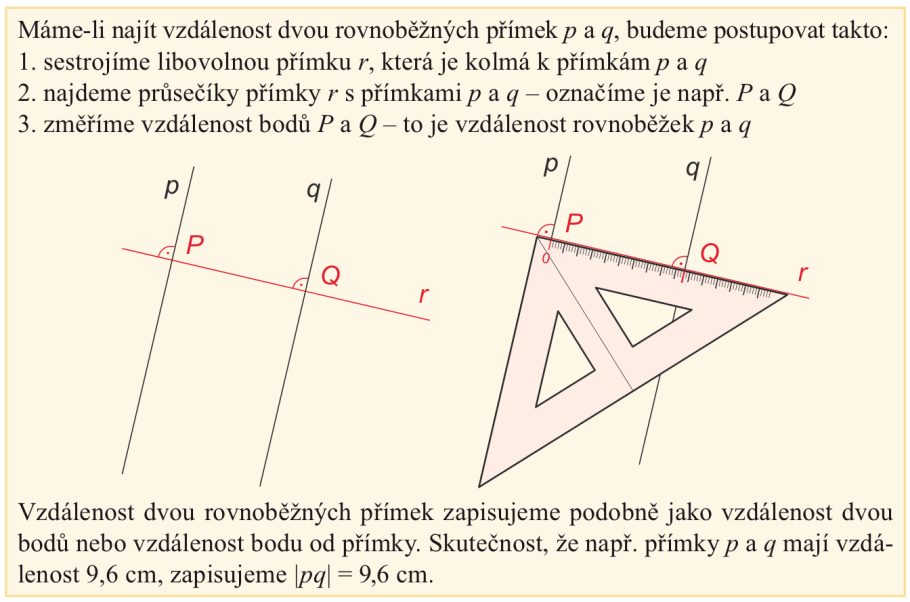 Máme-li najít vzdálenost dvou rovnoběžných přímek p a q, budeme postupovat takto:
1. sestrojíme libovolnou přímku r, která je kolmá k přímkám p a q
2. najdeme průsečíky přímky r s přímkami p a q – označíme je např. P a Q
3. změříme vzdálenost bodů P a Q – to je vzdálenost rovnoběžek p a q
p
q
P
Q
r
p
q
P
Q
r
0
Vzdálenost dvou rovnoběžných přímek zapisujeme podobně jako vzdálenost dvou
bodů nebo vzdálenost bodu od přímky. Skutečnost, že např. přímky p a q mají vzdá-
lenost 9,6 cm, zapisujeme |pq| = 9,6 cm.